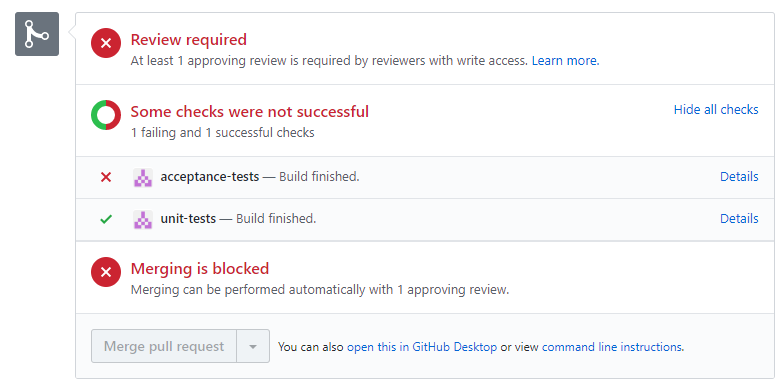 Review required
At least 1 approving review is required by reviewers with write access. Learn more.
Some checks were not successful
Hide all checks
1 failing and 1 successful checks
acceptance-tests — Build finished.
Details
unit-tests — Build finished.
Details
Merging is blocked
Merging can be performed automatically with 1 approving review.
Merge pull request
You can also open this in GitHub Desktop or view command line instructions.